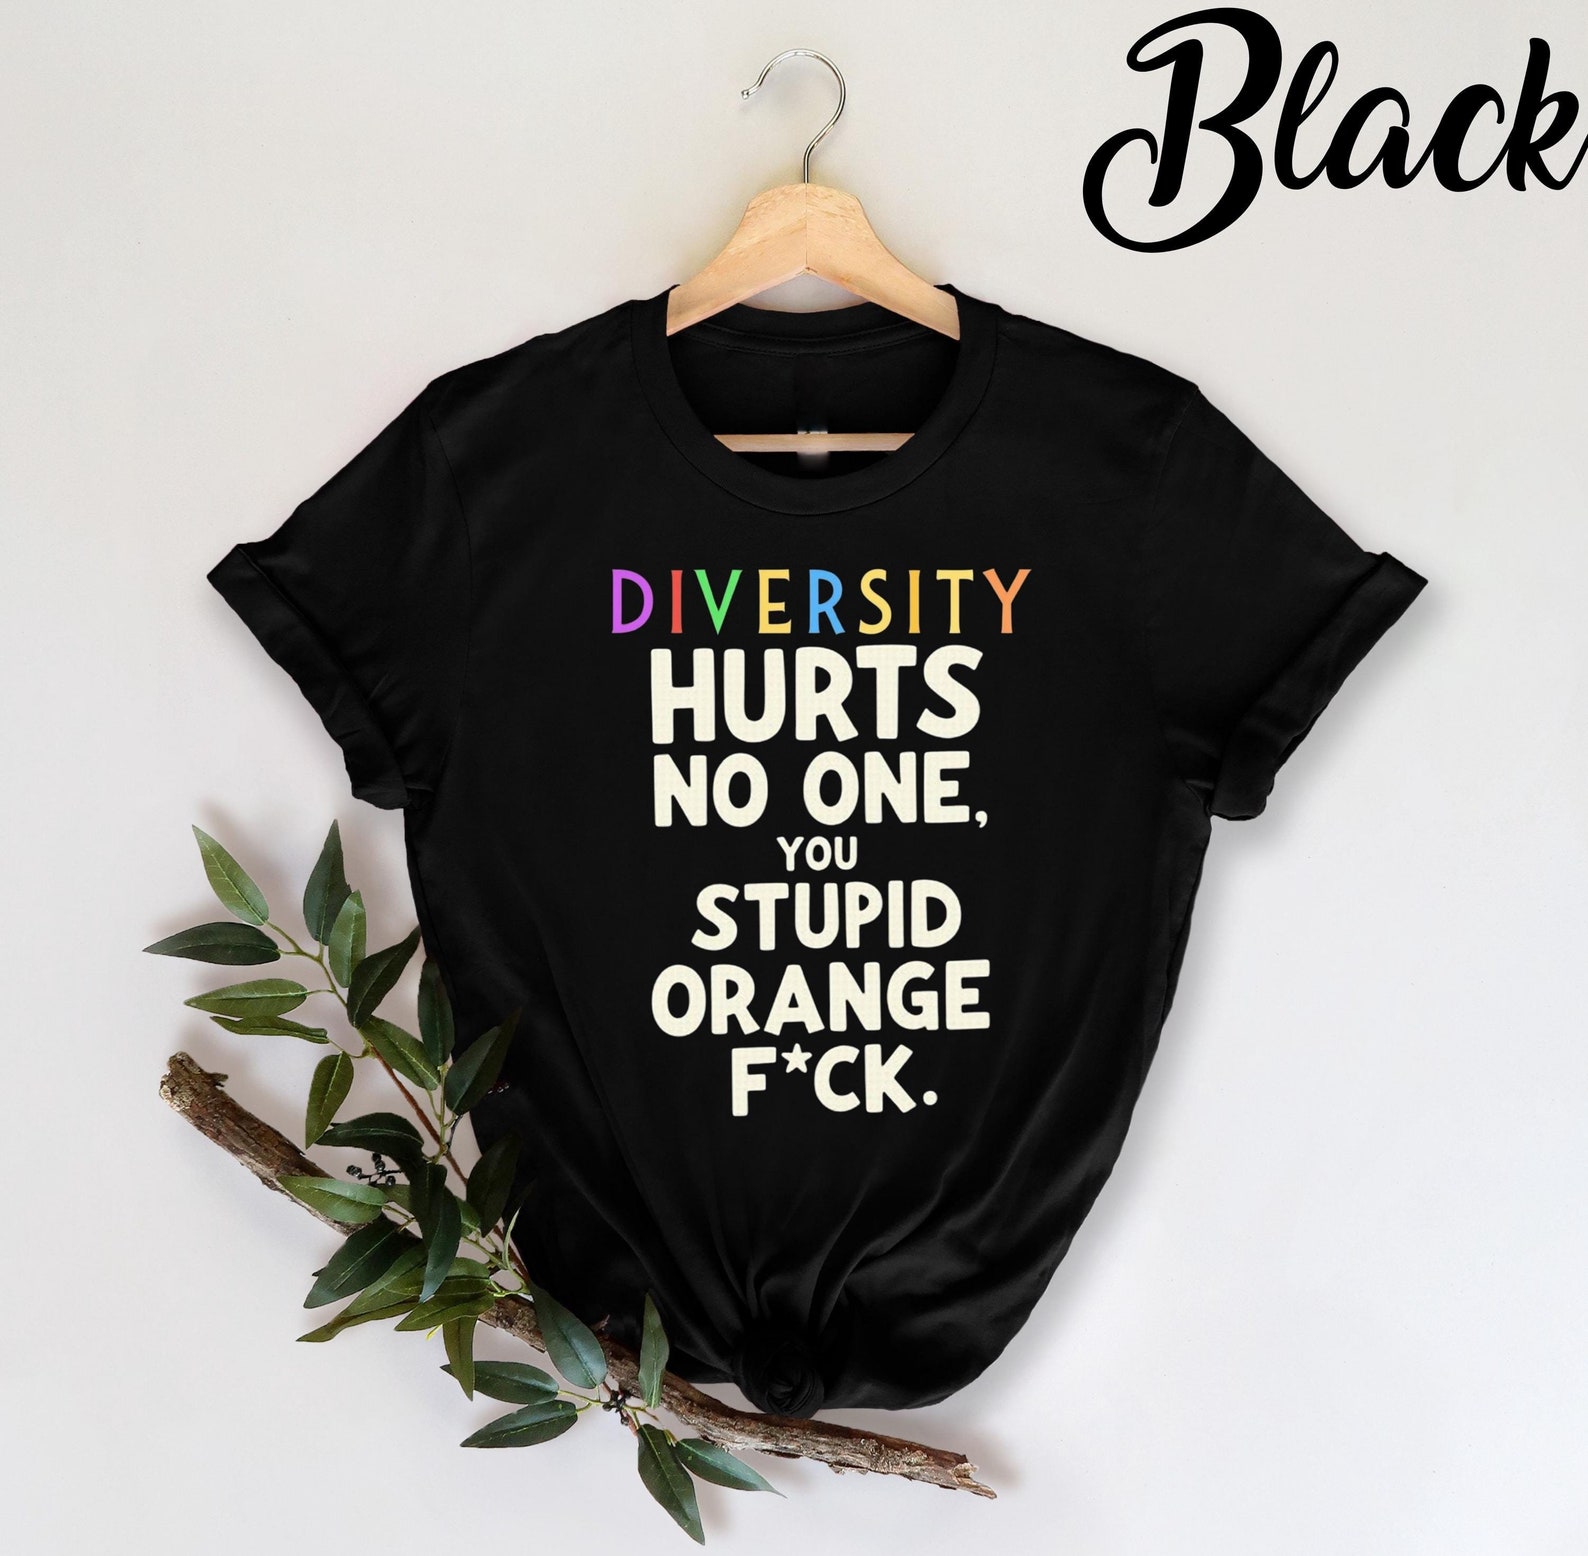 Black
DIVERSITY
HURTS
NO ONE,
YOU
STUPID
ORANGE
F*CK.